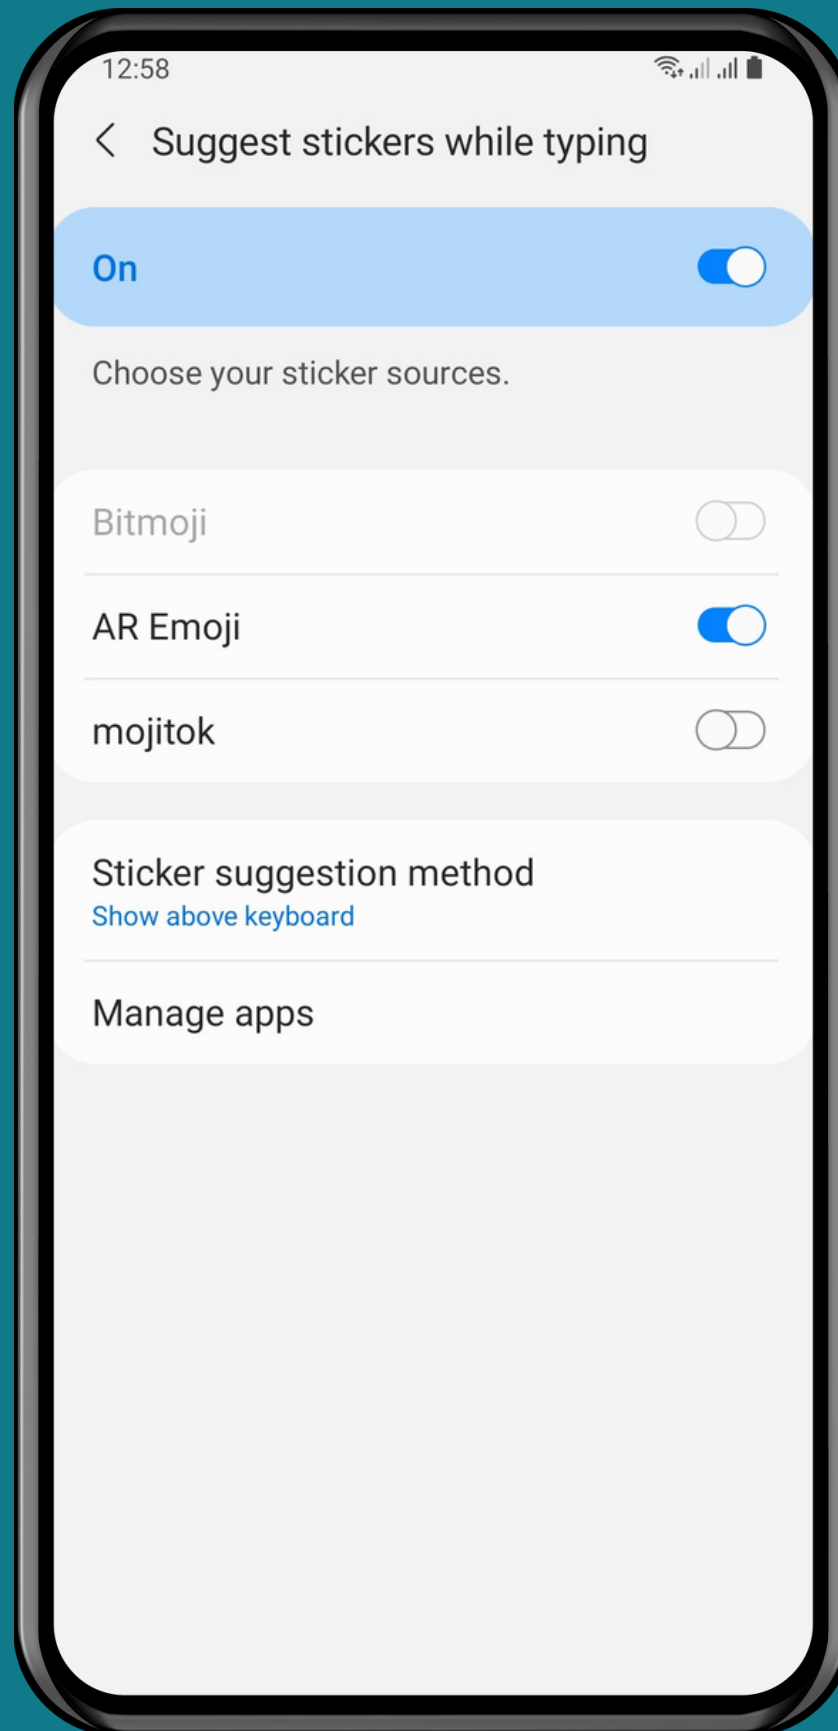 12:58
Suggest stickers while typing
On
Choose your sticker sources.
Bitmoji
AR Emoji
mojitok
Sticker suggestion method
Show above keyboard
Manage apps